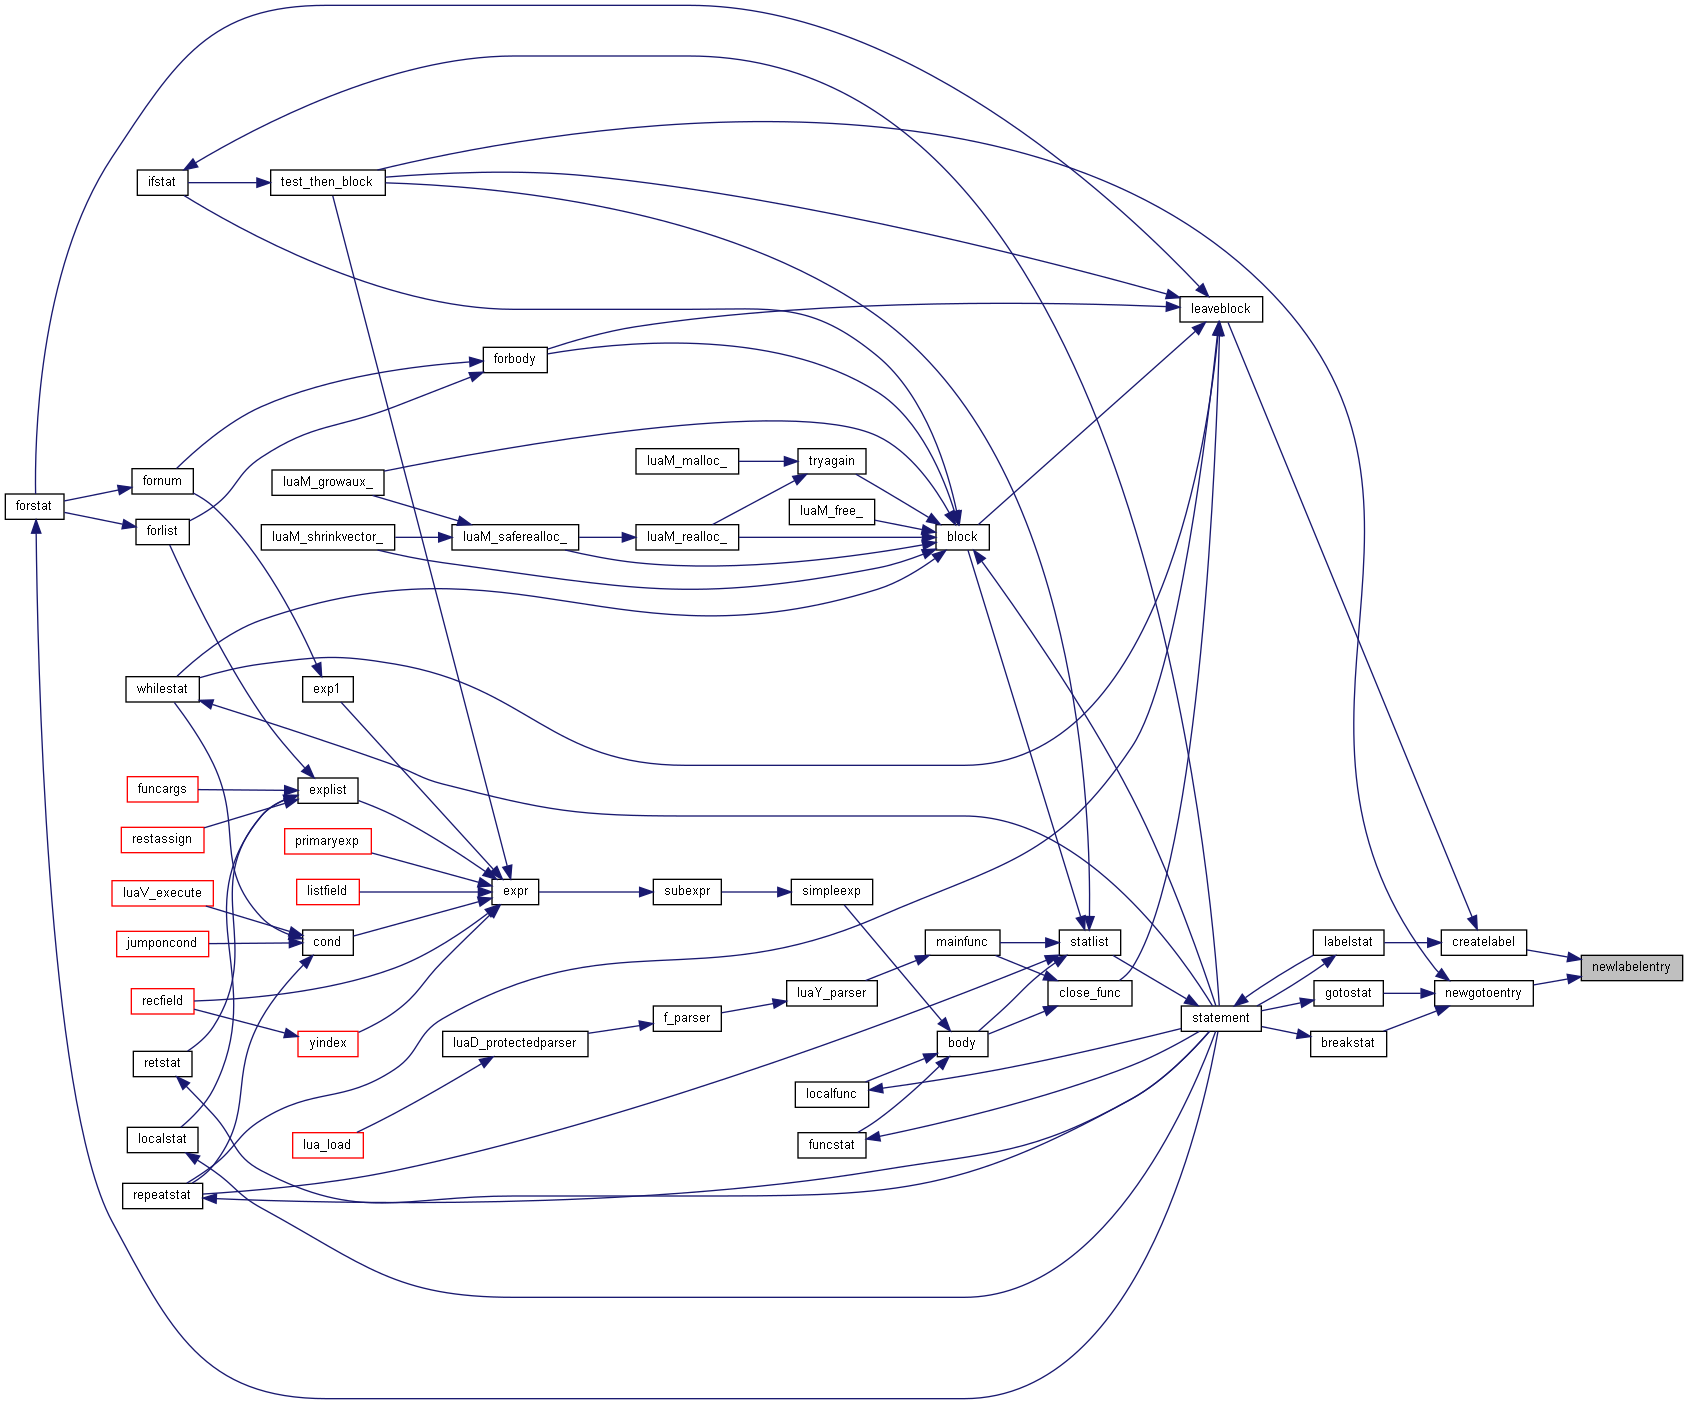 ifstat
test_then_block
leaveblock
forbody
tryagain
luaM_malloc_
fornum
luaM_growaux_
forstat
luaM_free_
forlist
luaM_shrinkvector_
luaM_saferealloc_
luaM_realloc_
block
whilestat
exp1
funcargs
explist
restassign
primaryexp
luaV_execute
listfield
expr
subexpr
simpleexp
jumponcond
cond
mainfunc
statlist
labelstat
createlabel
newlabelentry
recfield
luaY_parser
close_func
gotostat
newgotoentry
f_parser
statement
yindex
luaD_protectedparser
body
breakstat
retstat
localfunc
localstat
lua_load
funcstat
repeatstat